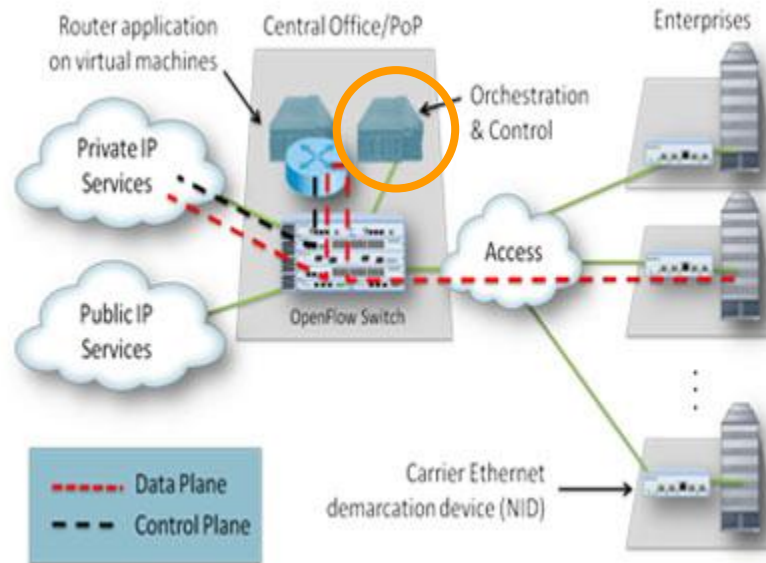 Router application
on virtual machines
Central Office/PoP
Enterprises
Orchestration
& Control
Private IP
Services
Access
Public IP
Services
OpenFlow Switch
Data Plane
Control Plane
Carrier Ethernet
demarcation device (NID)